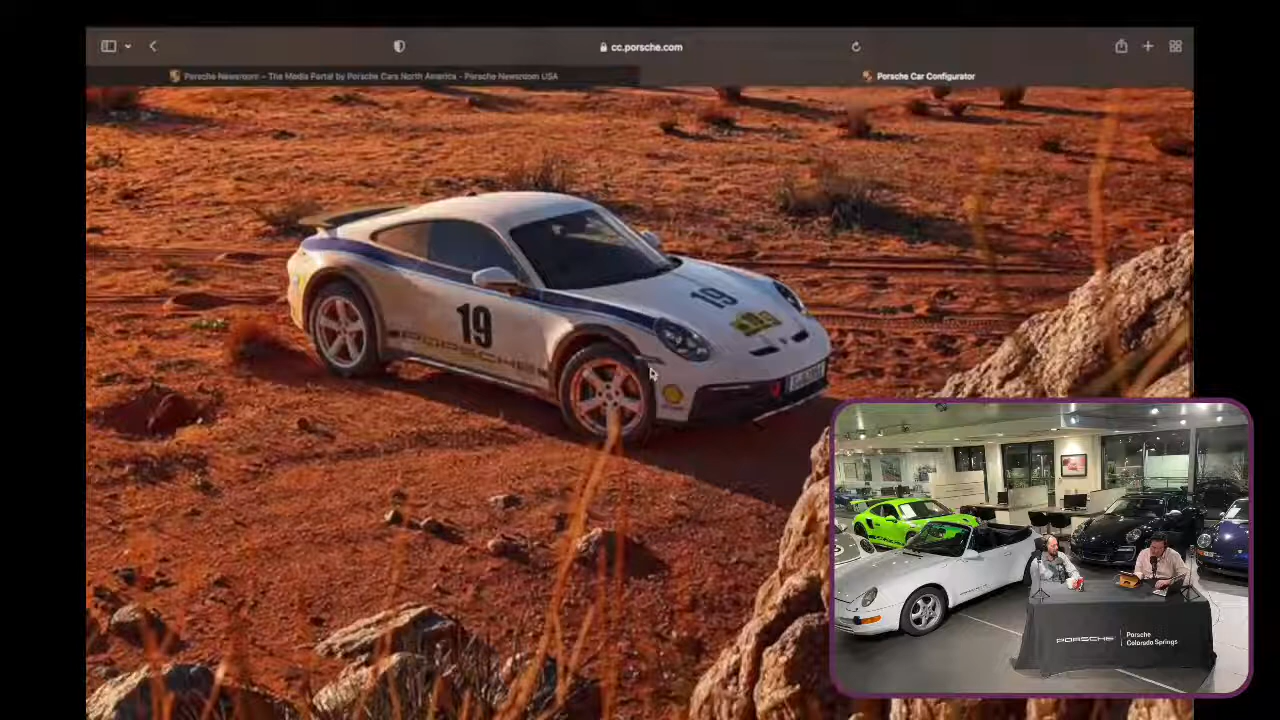 cc.porsche.com
Porsche Newsroom – The Media Portal by Porsche Cars North America - Porsche Newsroom USA
Porsche Car Configurator
19
19
PORSCHE
PORSCHE
Porsche
Colorado Springs